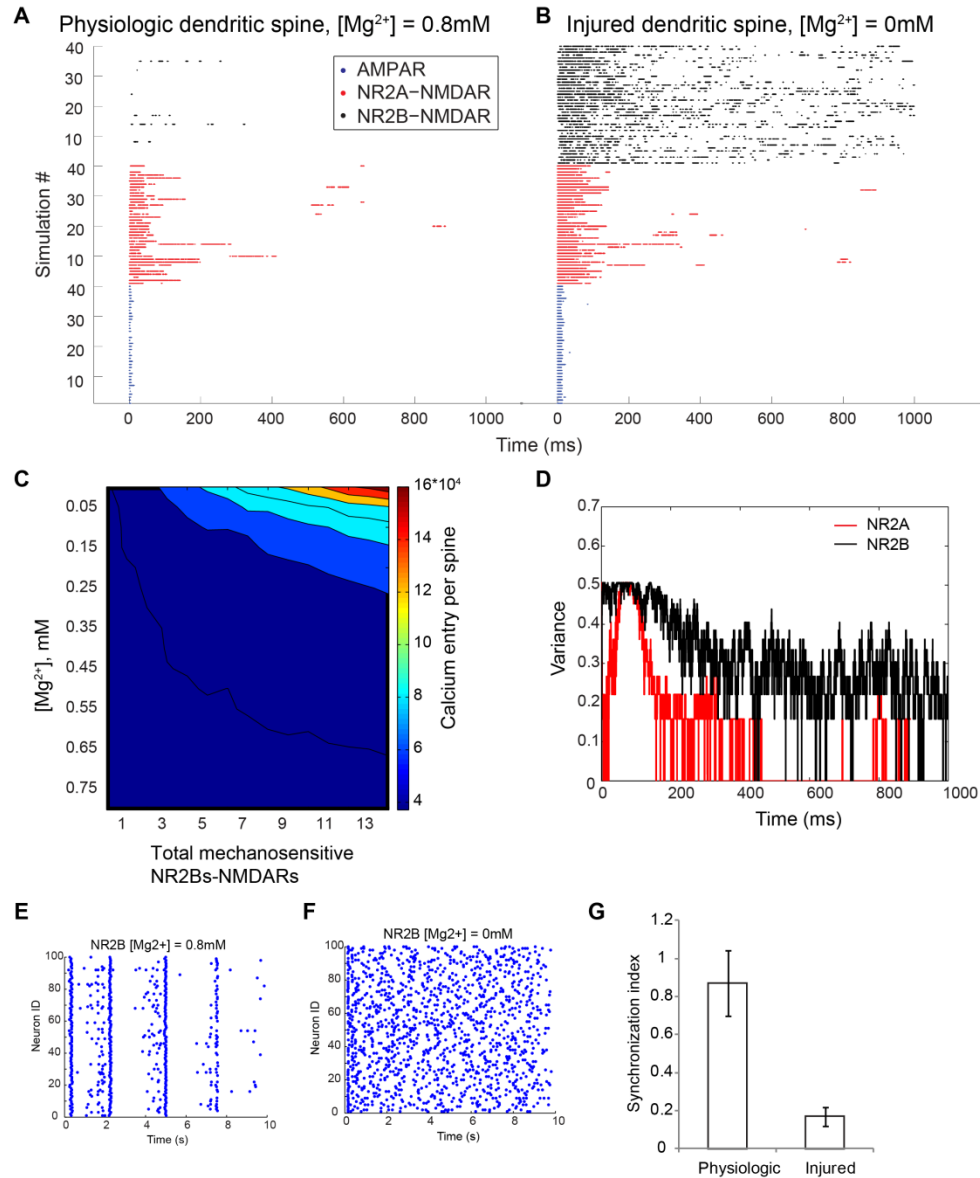 A
Physiologic dendritic spine, [Mg²⁺] = 0.8mM
B
Injured dendritic spine, [Mg²⁺] = 0mM
AMPAR
NR2A−NMDAR
NR2B−NMDAR
Simulation #
40
30
20
10
40
30
20
10
40
30
20
10
0 200 400 600 800 1000
0 200 400 600 800 1000
Time (ms)
C
[Mg²⁺], mM
0.05
0.15
0.25
0.35
0.45
0.55
0.65
0.75
1 3 5 7 9 11 13
Total mechanosensitive
NR2Bs-NMDARs
16*10⁴
14
12
10
8
6
4
Calcium entry per spine
D
NR2A
NR2B
Variance
0.7
0.6
0.5
0.4
0.3
0.2
0.1
0
0 200 400 600 800 1000
Time (ms)
E
NR2B [Mg2+] = 0.8mM
Neuron ID
100
80
60
40
20
0
0 2 4 6 8 10
Time (s)
F
NR2B [Mg2+] = 0mM
Neuron ID
100
80
60
40
20
0
0 2 4 6 8 10
Time (s)
G
Synchronization index
1.2
1
0.8
0.6
0.4
0.2
0
Physiologic Injured